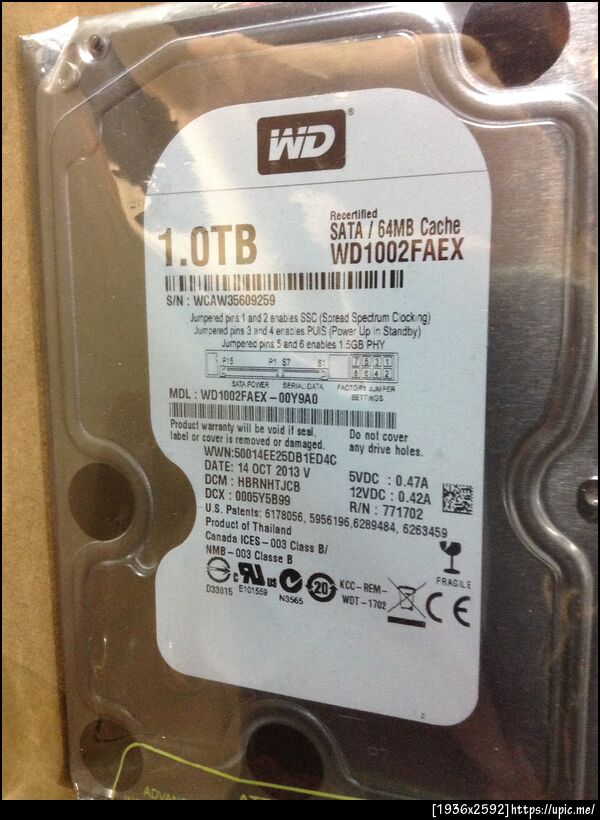 WD®
1.0TB
Recertified
SATA / 64MB Cache
WD1002FAEX
S/N : WCAW35609259
Jumpered pins 1 and 2 enables SSC (Spread Spectrum Clocking)
Jumpered pins 3 and 4 enables PUIS (Power Up in Standby)
Jumpered pins 5 and 6 enables 1.5GB PHY
P15 P1 S7 S1 7 5 3 1
8 6 4 2
SATA POWER SERIAL DATA FACTORY JUMPER
SETTINGS
MDL : WD1002FAEX-00Y9A0
Product warranty will be void if seal,
label or cover is removed or damaged.
Do not cover
any drive holes.
WWN:50014EE25DB1ED4C
DATE: 14 OCT 2013 V
DCM : HBRNHTJCB
DCX : 0005Y5B99
5VDC : 0.47A
12VDC : 0.42A
R/N : 771702
U.S. Patents: 6178056, 5956196,6289484, 6263459
Product of Thailand
Canada ICES-003 Class B/
NMB-003 Classe B
FRAGILE
c RU us 20 CE
D33015 E101559 N3565
KCC-REM-
WDT-1702
Z
ADVAN
[1936x2592]https://upic.me/